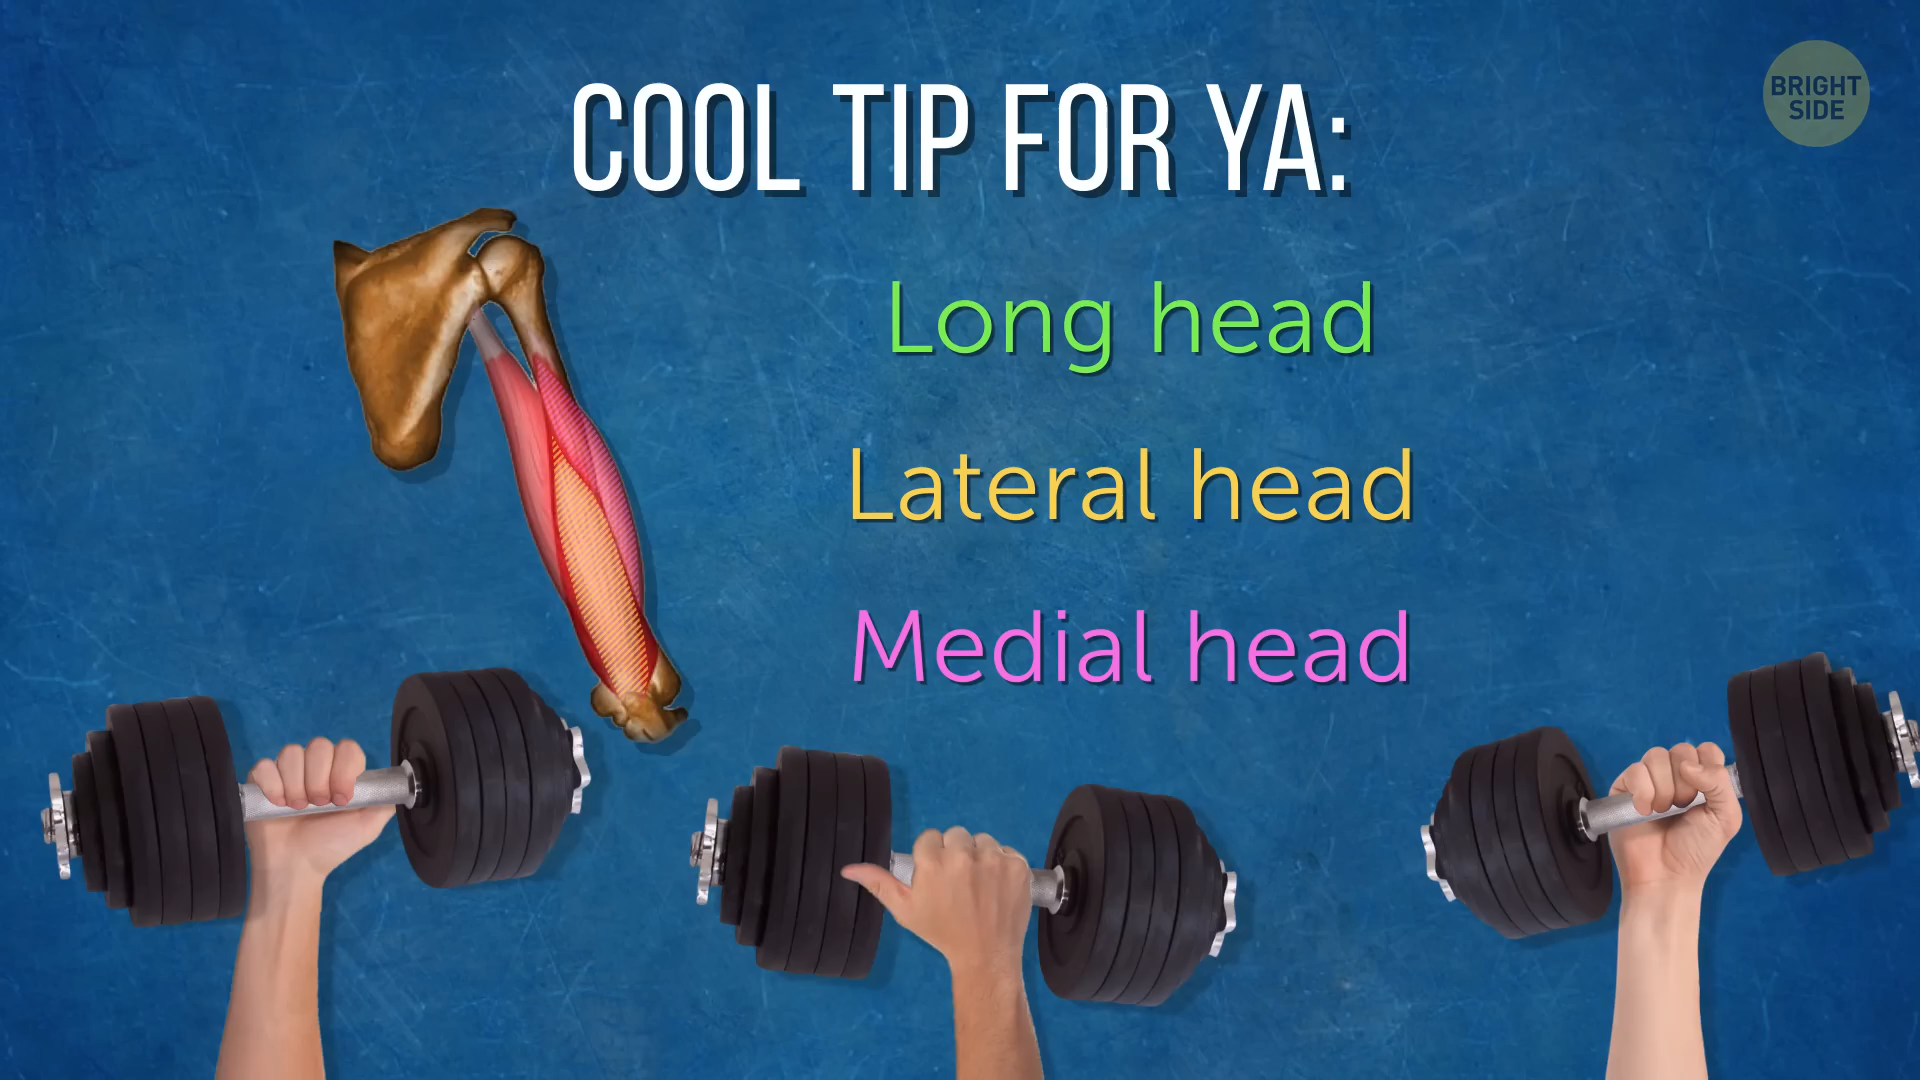 COOL TIP FOR YA:
BRIGHT
SIDE
Long head
Lateral head
Medial head